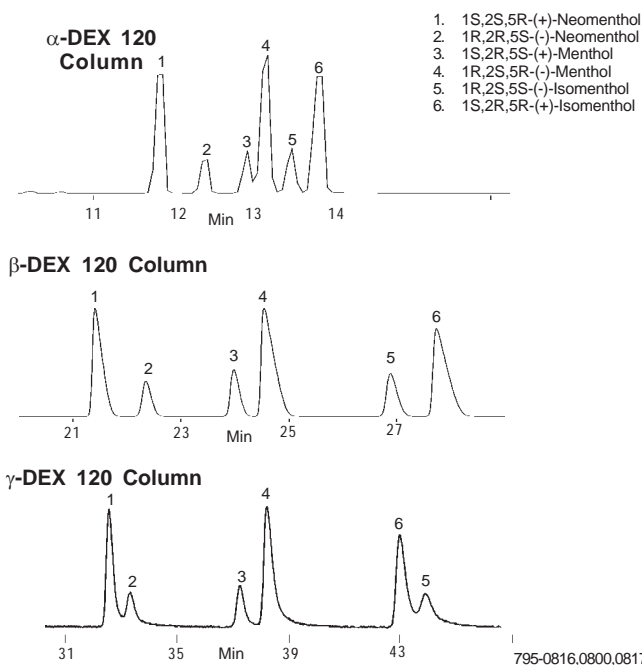 α-DEX 120
Column
1. 1S,2S,5R-(+)-Neomenthol
2. 1R,2R,5S-(-)-Neomenthol
3. 1S,2R,5S-(+)-Menthol
4. 1R,2S,5R-(-)-Menthol
5. 1R,2S,5S-(-)-Isomenthol
6. 1S,2R,5R-(+)-Isomenthol
1 2 3 4 5 6
11 12 13 14
Min
β-DEX 120 Column
1 2 3 4 5 6
21 23 25 27
Min
γ-DEX 120 Column
1 2 3 4 6 5
31 35 Min 39 43
795-0816,0800,0817